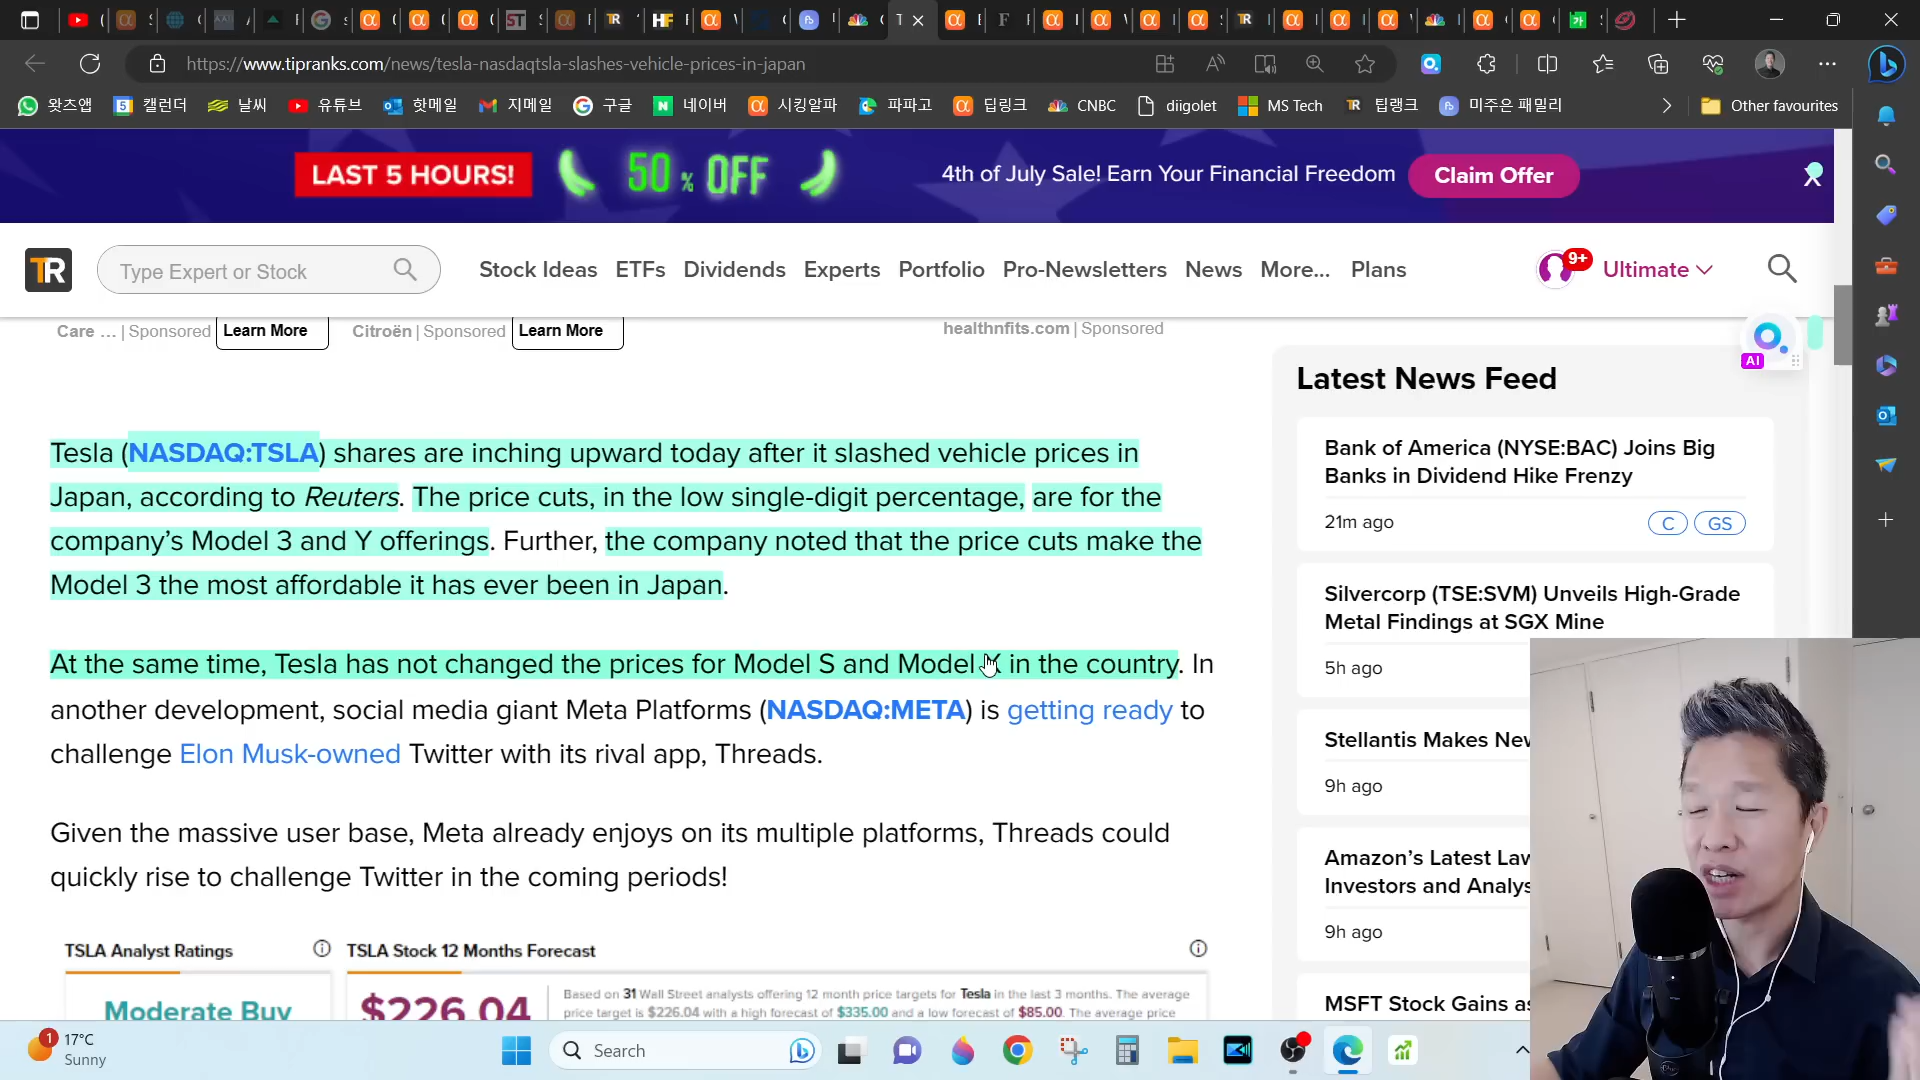 https://www.tipranks.com/news/tesla-nasdaqtsla-slashes-vehicle-prices-in-japan
왓츠앱
캘런더
날씨
유튜브
핫메일
지메일
구글
네이버
시킹알파
파파고
딥링크
CNBC
diigolet
MS Tech
팁랭크
미주은 패밀리
Other favourites
LAST 5 HOURS!
50 % OFF
4th of July Sale! Earn Your Financial Freedom
Claim Offer
X
TR
Type Expert or Stock
Stock Ideas
ETFs
Dividends
Experts
Portfolio
Pro-Newsletters
News
More...
Plans
9+
Ultimate
Care ... | Sponsored
Learn More
Citroën | Sponsored
Learn More
healthnfits.com | Sponsored
AI
Tesla (NASDAQ:TSLA) shares are inching upward today after it slashed vehicle prices in
Japan, according to Reuters. The price cuts, in the low single-digit percentage, are for the
company's Model 3 and Y offerings. Further, the company noted that the price cuts make the
Model 3 the most affordable it has ever been in Japan.
At the same time, Tesla has not changed the prices for Model S and Model X in the country. In
another development, social media giant Meta Platforms (NASDAQ:META) is getting ready to
challenge Elon Musk-owned Twitter with its rival app, Threads.
Given the massive user base, Meta already enjoys on its multiple platforms, Threads could
quickly rise to challenge Twitter in the coming periods!
TSLA Analyst Ratings
Moderate Buy
TSLA Stock 12 Months Forecast
$226.04
Based on 31 Wall Street analysts offering 12 month price targets for Tesla in the last 3 months. The average
price target is $226.04 with a high forecast of $335.00 and a low forecast of $85.00. The average price
Latest News Feed
Bank of America (NYSE:BAC) Joins Big
Banks in Dividend Hike Frenzy
21m ago
C
GS
Silvercorp (TSE:SVM) Unveils High-Grade
Metal Findings at SGX Mine
5h ago
Stellantis Makes
9h ago
Amazon's Latest
Investors and
9h ago
MSFT Stock Gains
1
17°C
Sunny
Search